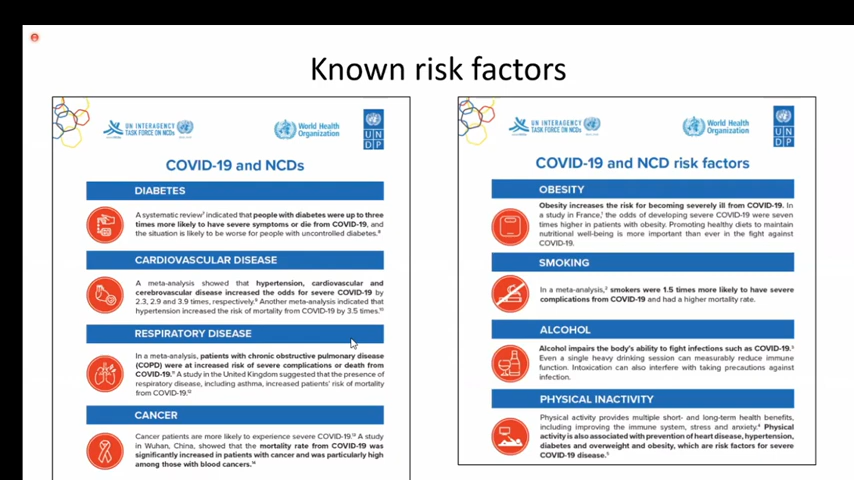 Known risk factors
UN INTERAGENCY
TASK FORCE ON NCDs
World Health
Organization
U N
D P
COVID-19 and NCDs
DIABETES
A systematic review⁷ indicated that people with diabetes were up to three
times more likely to have severe symptoms or die from COVID-19, and
the situation is likely to be worse for people with uncontrolled diabetes.⁸
CARDIOVASCULAR DISEASE
A meta-analysis showed that hypertension, cardiovascular and
cerebrovascular disease increased the odds for severe COVID-19 by
2.3, 2.9 and 3.9 times, respectively.⁹ Another meta-analysis indicated that
hypertension increased the risk of mortality from COVID-19 by 3.5 times.¹⁰
RESPIRATORY DISEASE
In a meta-analysis, patients with chronic obstructive pulmonary disease
(COPD) were at increased risk of severe complications or death from
COVID-19.¹¹ A study in the United Kingdom suggested that the presence of
respiratory disease, including asthma, increased patients' risk of mortality
from COVID-19.¹²
CANCER
Cancer patients are more likely to experience severe COVID-19.¹³ A study
in Wuhan, China, showed that the mortality rate from COVID-19 was
significantly increased in patients with cancer and was particularly high
among those with blood cancers.¹⁴
UN INTERAGENCY
TASK FORCE ON NCDs
World Health
Organization
U N
D P
COVID-19 and NCD risk factors
OBESITY
Obesity increases the risk for becoming severely ill from COVID-19. In
a study in France,¹ the odds of developing severe COVID-19 were seven
times higher in patients with obesity. Promoting healthy diets to maintain
nutritional well-being is more important than ever in the fight against
COVID-19.
SMOKING
In a meta-analysis,² smokers were 1.5 times more likely to have severe
complications from COVID-19 and had a higher mortality rate.
ALCOHOL
Alcohol impairs the body's ability to fight infections such as COVID-19.³
Even a single heavy drinking session can measurably reduce immune
function. Intoxication can also interfere with taking precautions against
infection.
PHYSICAL INACTIVITY
Physical activity provides multiple short- and long-term health benefits,
including improving the immune system, stress and anxiety.⁴ Physical
activity is also associated with prevention of heart disease, hypertension,
diabetes and overweight and obesity, which are risk factors for severe
COVID-19 disease.⁵